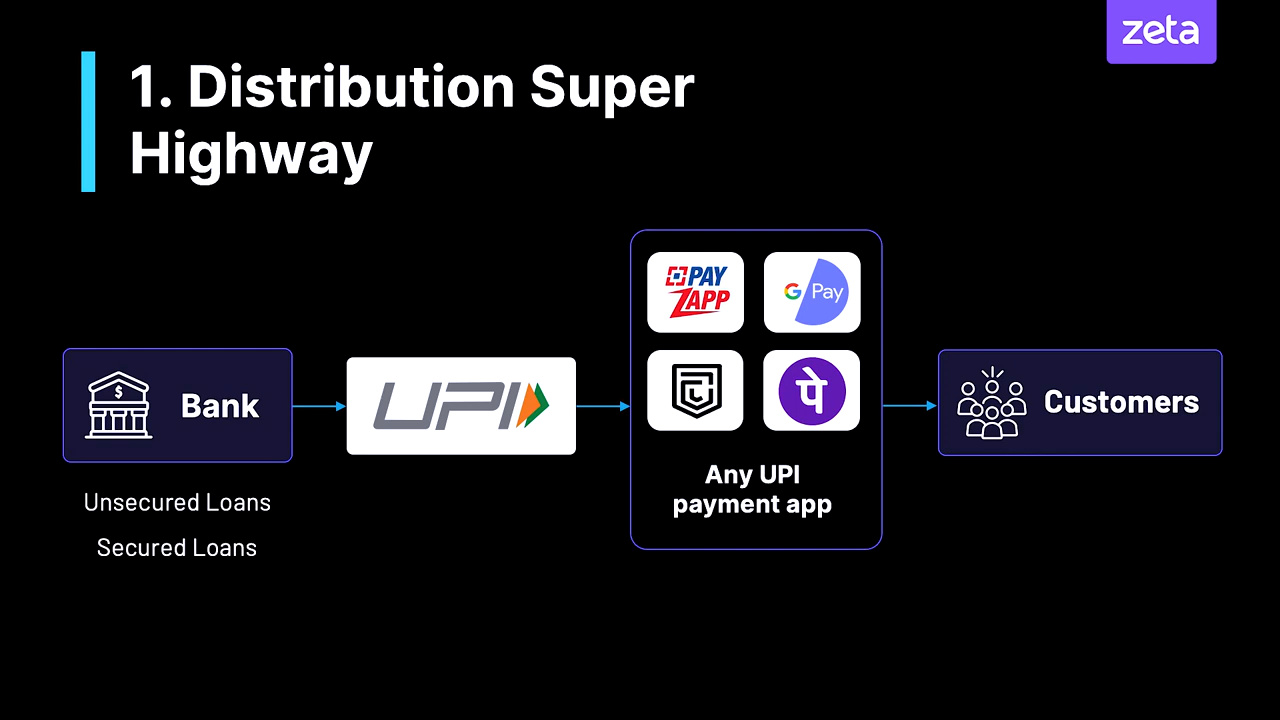 zeta
1. Distribution Super
Highway
PAY
ZAPP
G Pay
पे
$
Bank
UPI
Customers
Any UPI
payment app
Unsecured Loans
Secured Loans